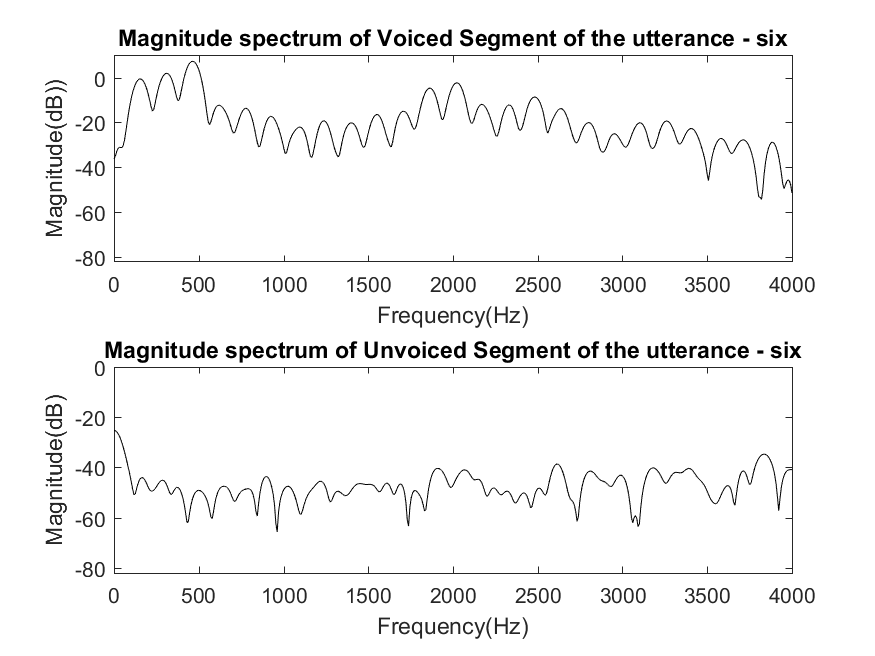 Magnitude spectrum of Voiced Segment of the utterance - six
0
-20
-40
-60
-80
Magnitude(dB))
0 500 1000 1500 2000 2500 3000 3500 4000
Frequency(Hz)
Magnitude spectrum of Unvoiced Segment of the utterance - six
0
-20
-40
-60
-80
Magnitude(dB)
0 500 1000 1500 2000 2500 3000 3500 4000
Frequency(Hz)